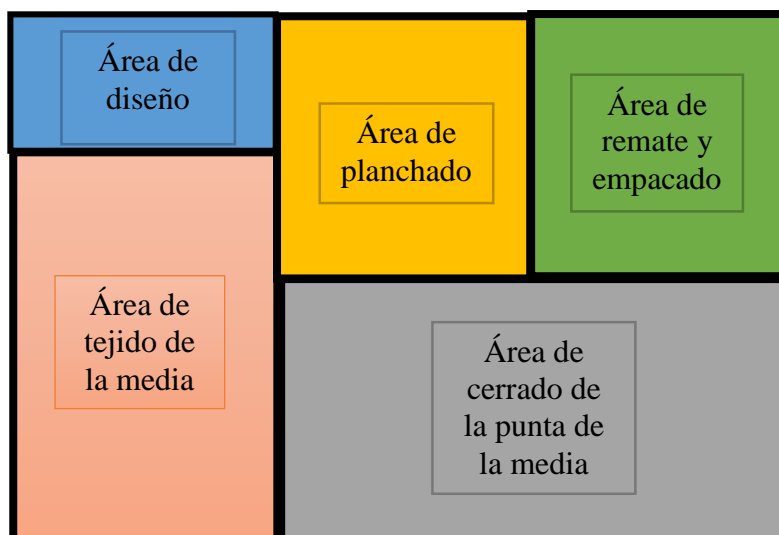 Área de
diseño
Área de
planchado
Área de
remate y
empacado
Área de
tejido de
la media
Área de
cerrado de
la punta de
la media